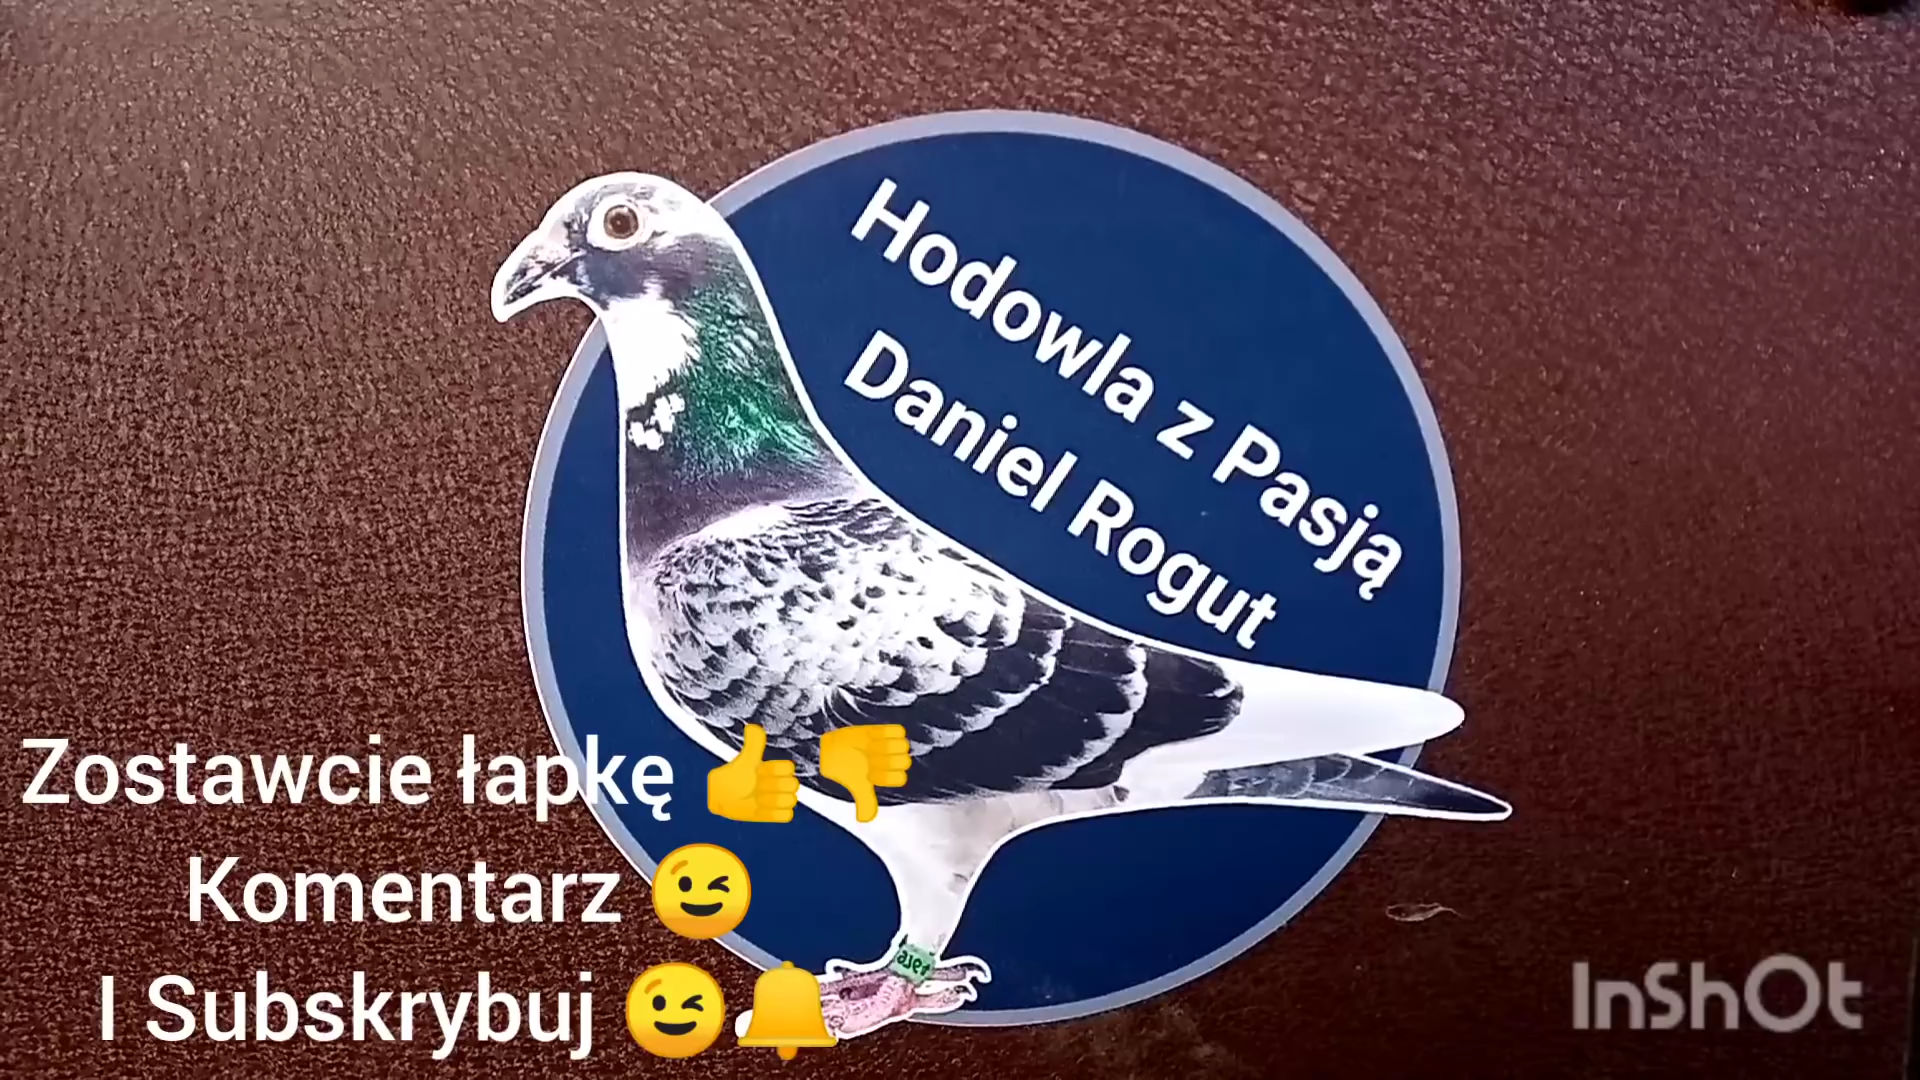 Hodowla z Pasją
Daniel Rogut
Zostawcie łapkę 👍👎
Komentarz 😉
I Subskrybuj 😉🔔
InShOt